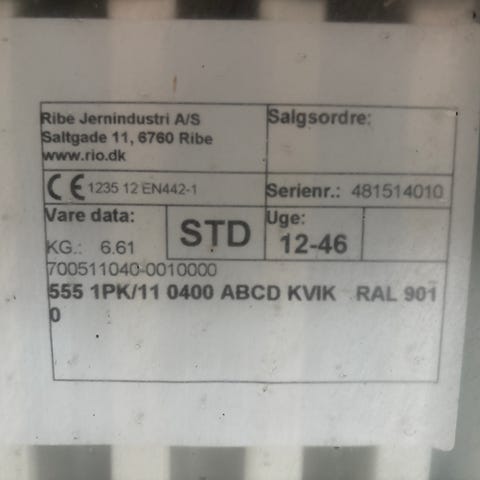 Ribe Jernindustri A/S
Saltgade 11, 6760 Ribe
www.rio.dk
Salgsordre:
CE 1235 12 EN442-1
Serienr.: 481514010
Vare data:
KG.: 6.61
STD
Uge:
12-46
700511040-0010000
555 1PK/11 0400 ABCD KVIK RAL 901
0